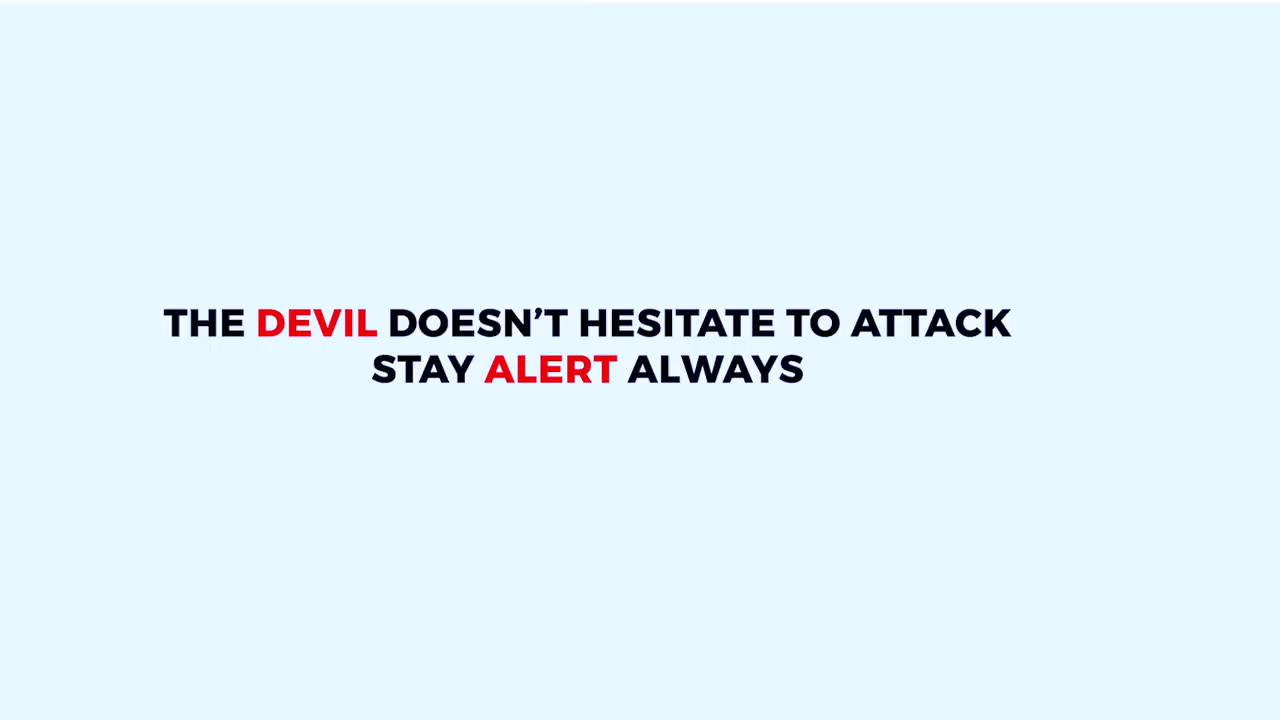 THE DEVIL DOESN’T HESITATE TO ATTACK
STAY ALERT ALWAYS